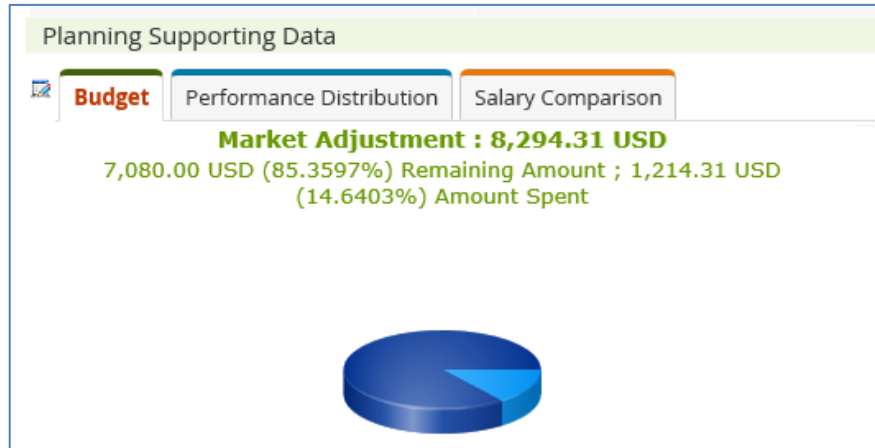 Planning Supporting Data
Budget Performance Distribution Salary Comparison
Market Adjustment : 8,294.31 USD
7,080.00 USD (85.3597%) Remaining Amount ; 1,214.31 USD
(14.6403%) Amount Spent